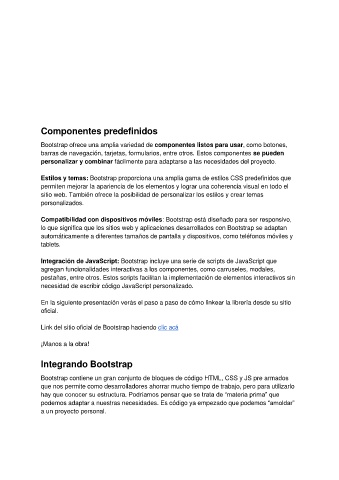 Componentes predefinidos
Bootstrap ofrece una amplia variedad de componentes listos para usar, como botones,
barras de navegación, tarjetas, formularios, entre otros. Estos componentes se pueden
personalizar y combinar fácilmente para adaptarse a las necesidades del proyecto.
Estilos y temas: Bootstrap proporciona una amplia gama de estilos CSS predefinidos que
permiten mejorar la apariencia de los elementos y lograr una coherencia visual en todo el
sitio web. También ofrece la posibilidad de personalizar los estilos y crear temas
personalizados.
Compatibilidad con dispositivos móviles: Bootstrap está diseñado para ser responsivo,
lo que significa que los sitios web y aplicaciones desarrollados con Bootstrap se adaptan
automáticamente a diferentes tamaños de pantalla y dispositivos, como teléfonos móviles y
tablets.
Integración de JavaScript: Bootstrap incluye una serie de scripts de JavaScript que
agregan funcionalidades interactivas a los componentes, como carruseles, modales,
pestañas, entre otros. Estos scripts facilitan la implementación de elementos interactivos sin
necesidad de escribir código JavaScript personalizado.
En la siguiente presentación verás el paso a paso de cómo linkear la librería desde su sitio
oficial.
Link del sitio oficial de Bootstrap haciendo clic acá
¡Manos a la obra!
Integrando Bootstrap
Bootstrap contiene un gran conjunto de bloques de código HTML, CSS y JS pre armados
que nos permite como desarrolladores ahorrar mucho tiempo de trabajo, pero para utilizarlo
hay que conocer su estructura. Podríamos pensar que se trata de "materia prima" que
podemos adaptar a nuestras necesidades. Es código ya empezado que podemos "amoldar"
a un proyecto personal.